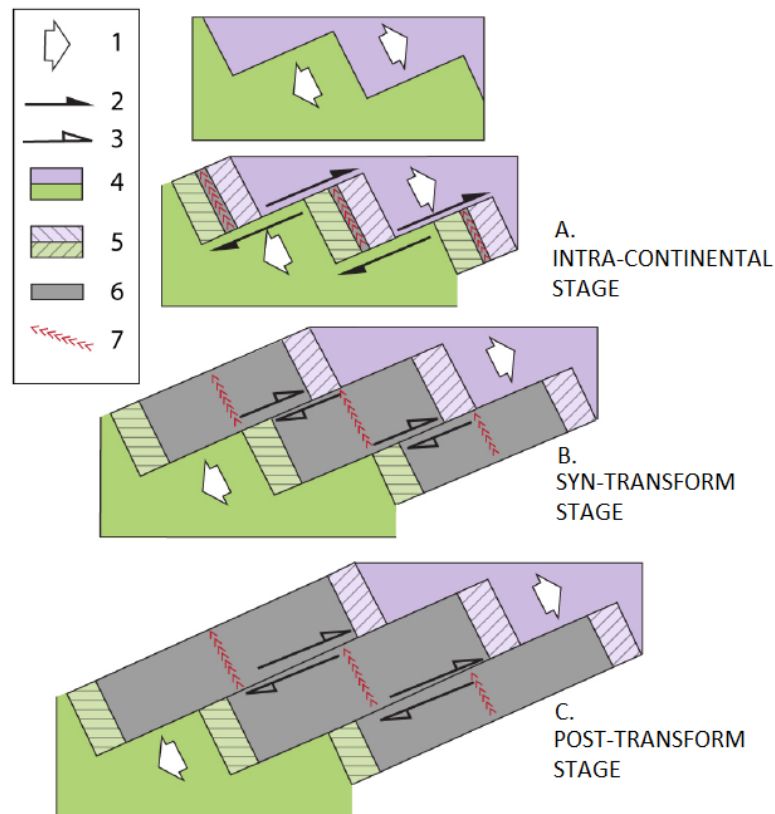 1
2
3
4
5
6
7
A.
INTRA-CONTINENTAL
STAGE
B.
SYN-TRANSFORM
STAGE
C.
POST-TRANSFORM
STAGE